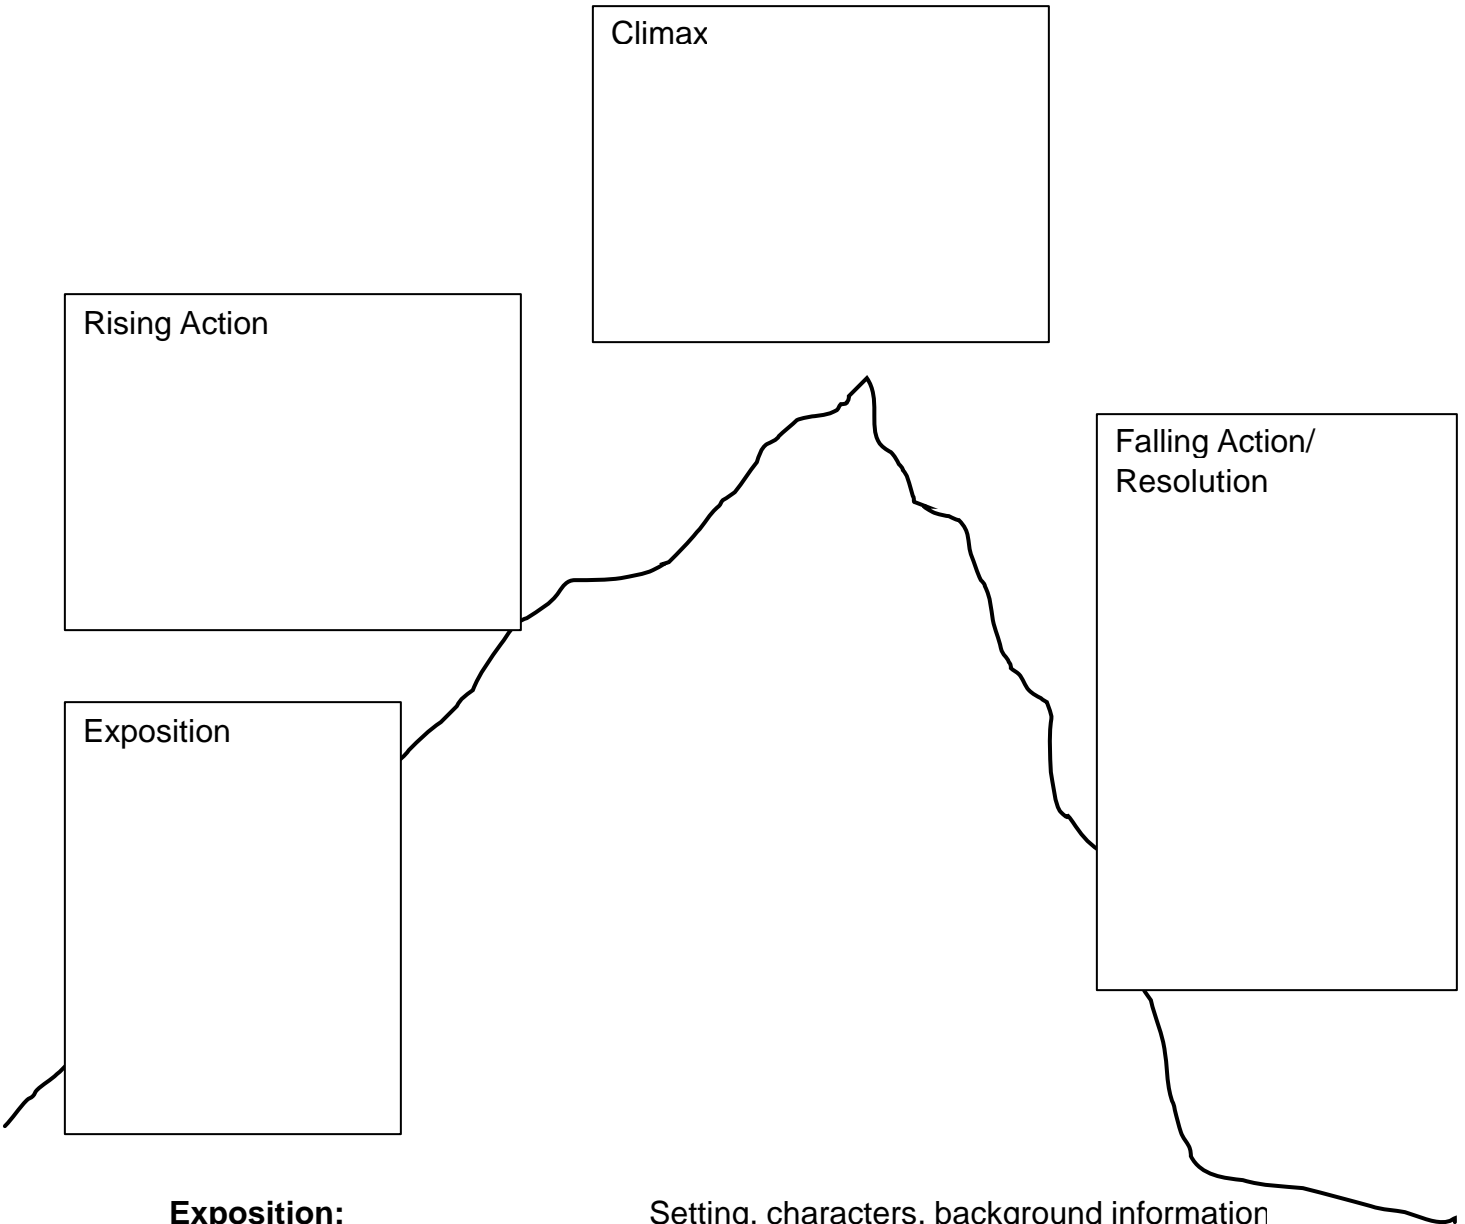 Climax
Rising Action
Falling Action/
Resolution
Exposition
Exposition: Setting, characters, background information